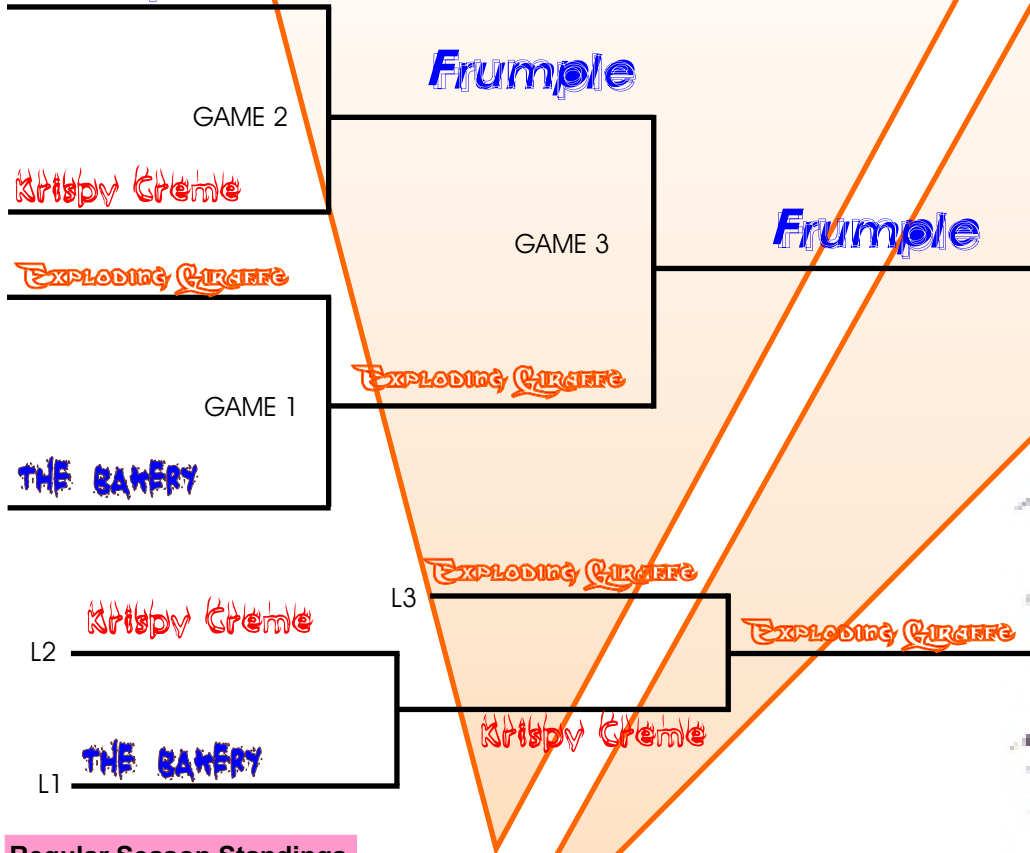 Frumple
GAME 2
Krispy Creme
Frumple
GAME 3
Exploding Giraffe
Exploding Giraffe
GAME 1
THE BAKERY
Exploding Giraffe
L3
Krispy Creme
Exploding Giraffe
L2
Krispy Creme
THE BAKERY
L1
Regular Season Standings